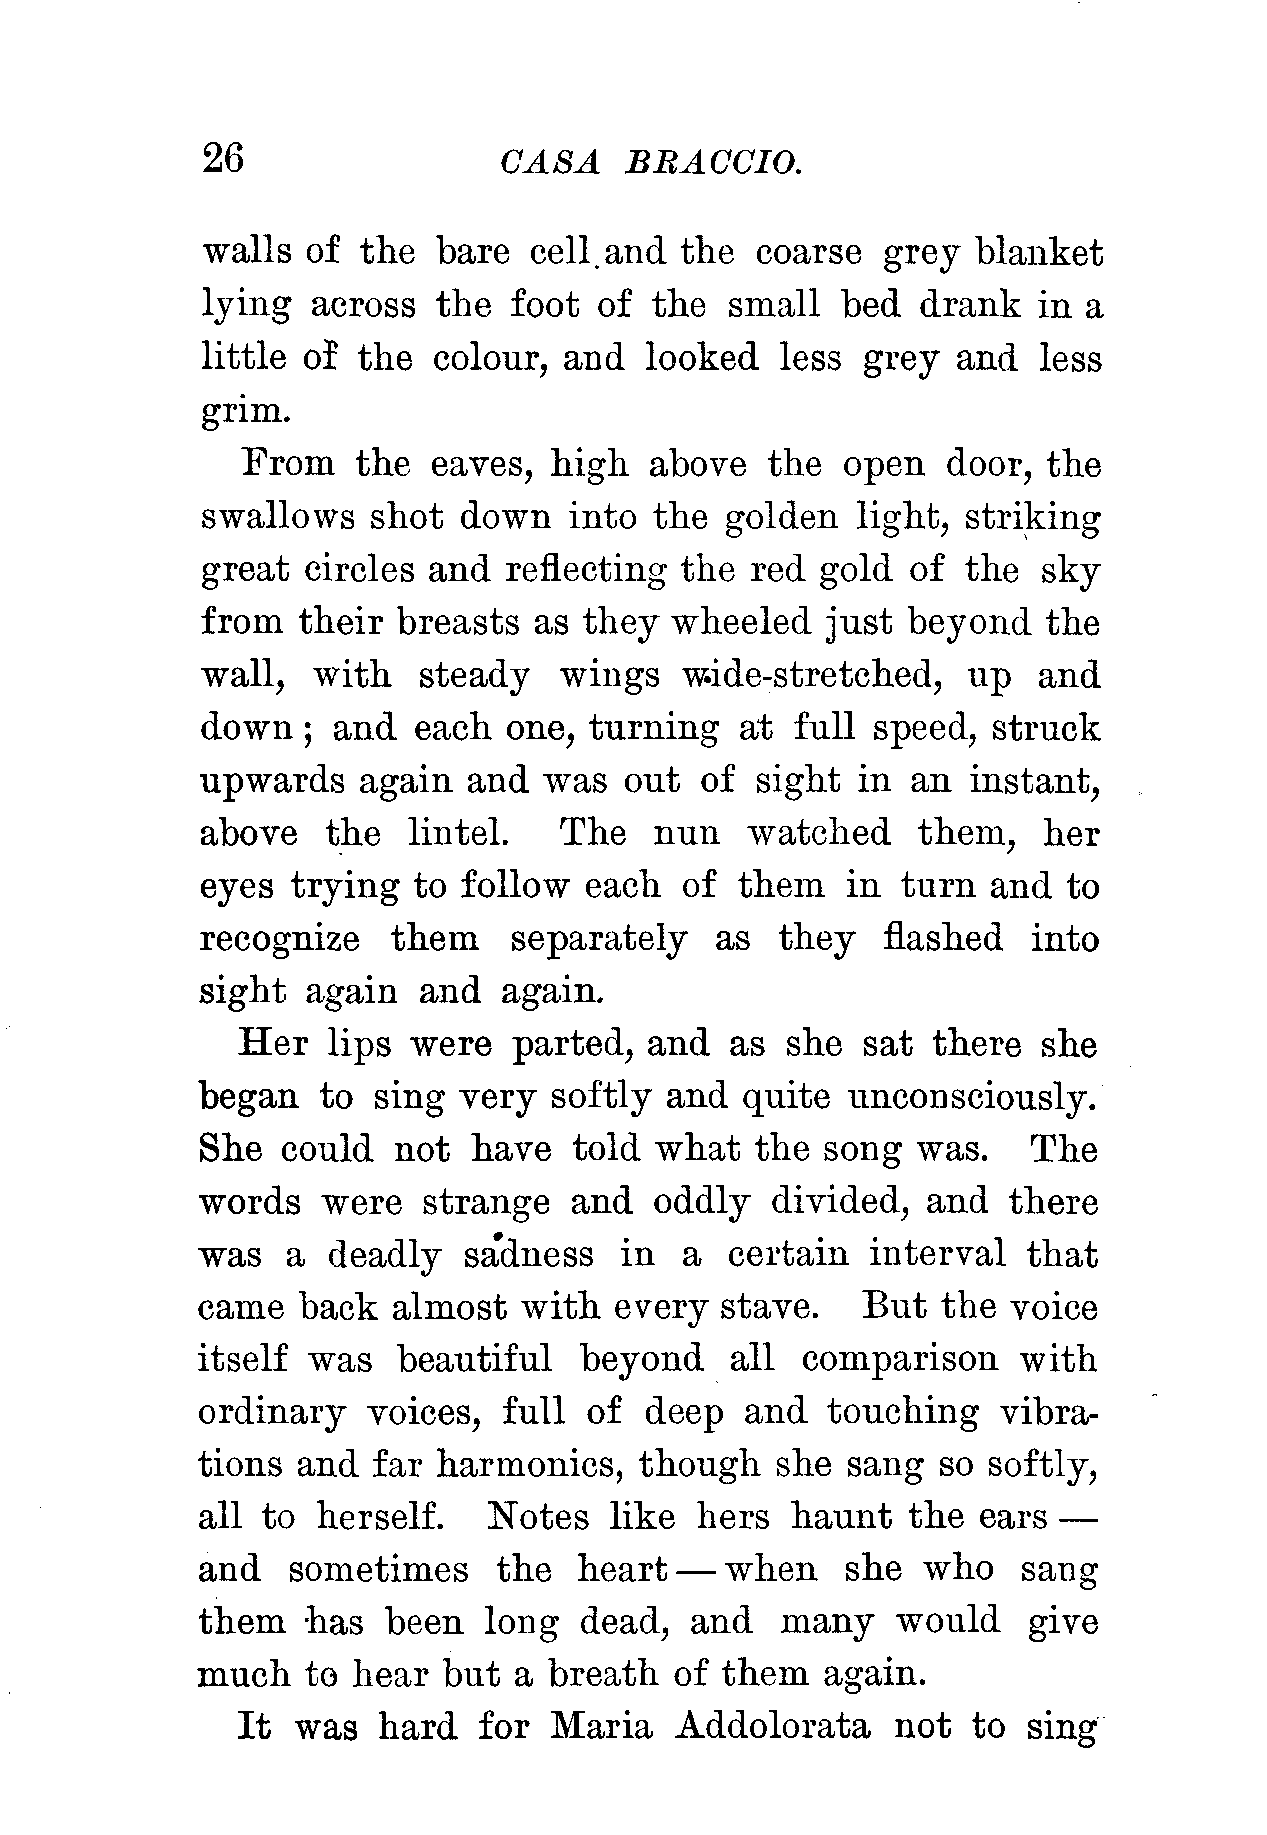 26 CASA BRACCIO.
walls of the bare cell and the coarse grey blanket
lying across the foot of the small bed drank in a
little of the colour, and looked less grey and less
grim.
From the eaves, high above the open door, the
swallows shot down into the golden light, striking
great circles and reflecting the red gold of the sky
from their breasts as they wheeled just beyond the
wall, with steady wings wide-stretched, up and
down; and each one, turning at full speed, struck
upwards again and was out of sight in an instant,
above the lintel. The nun watched them, her
eyes trying to follow each of them in turn and to
recognize them separately as they flashed into
sight again and again.
Her lips were parted, and as she sat there she
began to sing very softly and quite unconsciously.
She could not have told what the song was. The
words were strange and oddly divided, and there
was a deadly sadness in a certain interval that
came back almost with every stave. But the voice
itself was beautiful beyond all comparison with
ordinary voices, full of deep and touching vibra-
tions and far harmonics, though she sang so softly,
all to herself. Notes like hers haunt the ears —
and sometimes the heart — when she who sang
them has been long dead, and many would give
much to hear but a breath of them again.
It was hard for Maria Addolorata not to sing